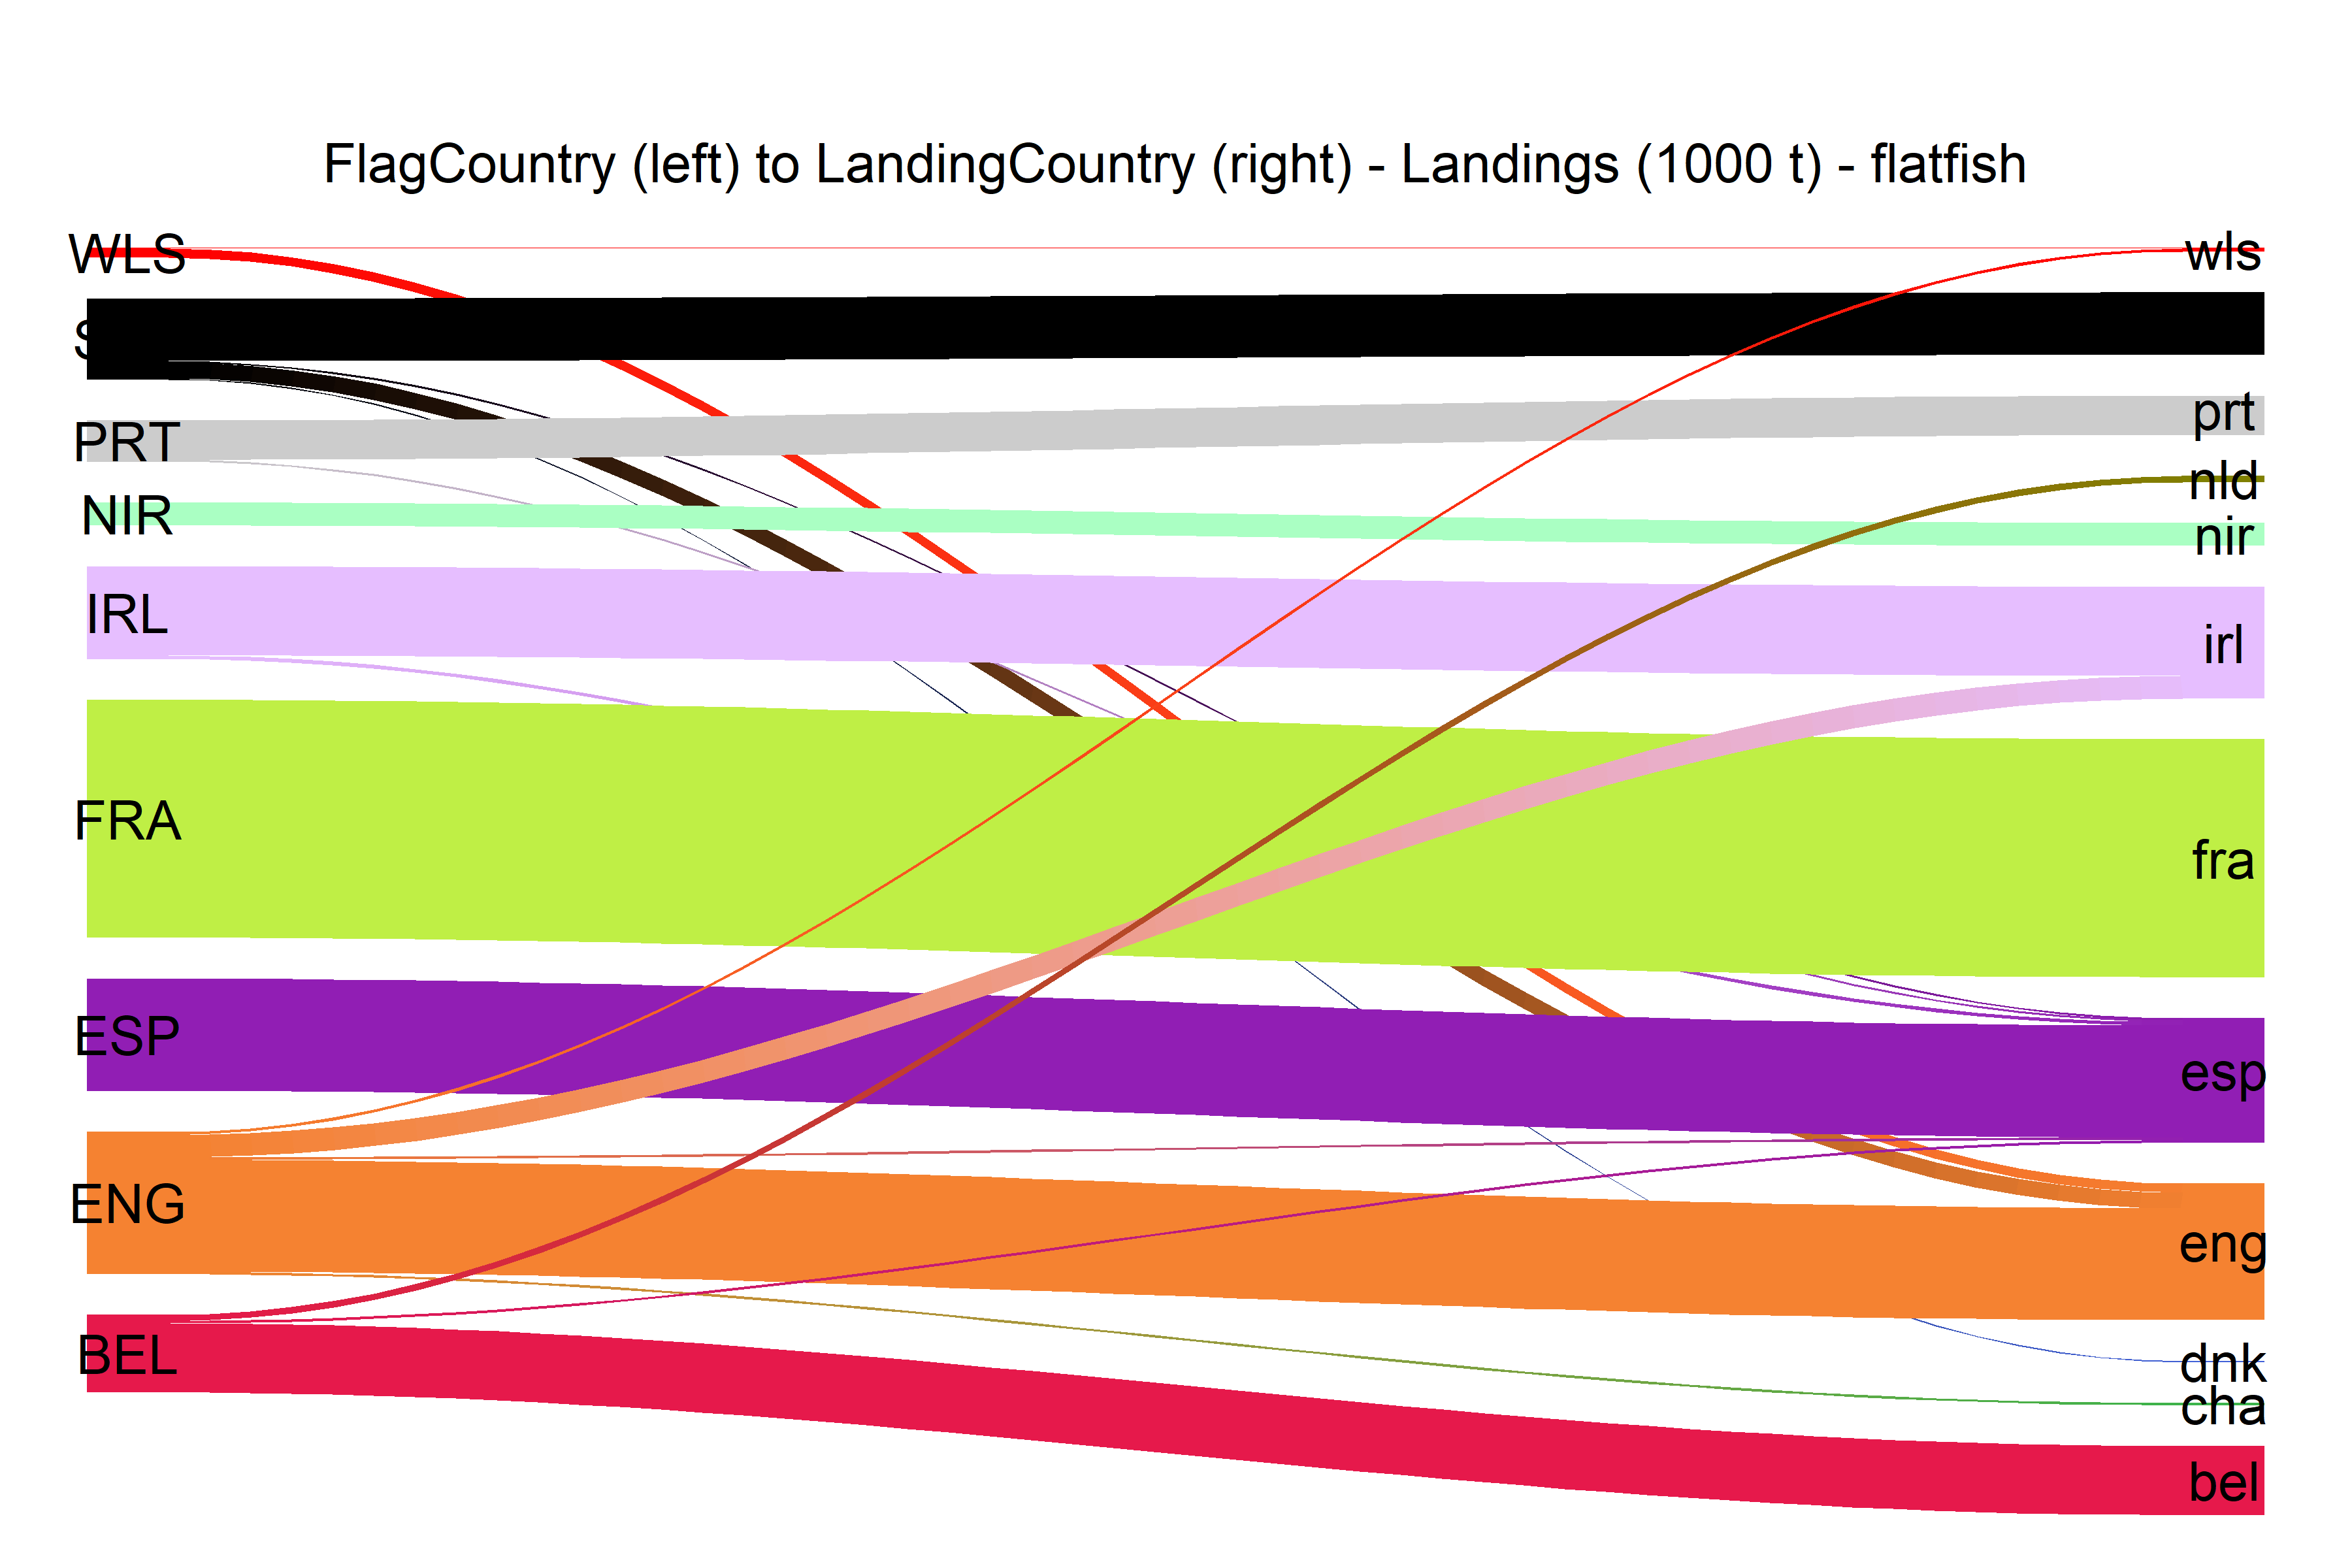 FlagCountry (left) to LandingCountry (right) - Landings (1000 t) - flatfish
WLS
wls
PRT
prt
nld
NIR
nir
IRL
irl
FRA
fra
ESP
esp
ENG
eng
BEL
dnk
cha
bel